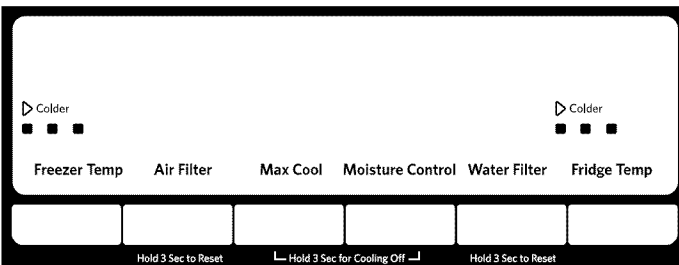 Colder Colder
Freezer Temp Air Filter Max Cool Moisture Control Water Filter Fridge Temp
Hold 3 Sec to Reset Hold 3 Sec for Cooling Off Hold 3 Sec to Reset